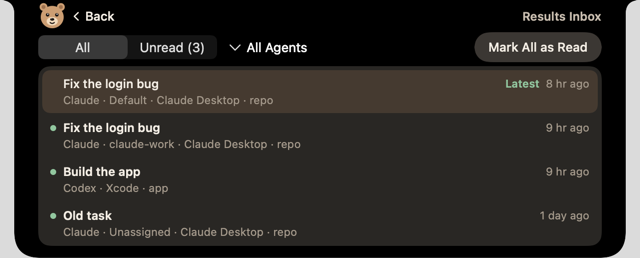 Back
Results Inbox
All
Unread (3)
All Agents
Mark All as Read
Fix the login bug
Latest 8 hr ago
Claude · Default · Claude Desktop · repo
Fix the login bug
9 hr ago
Claude · claude-work · Claude Desktop · repo
Build the app
9 hr ago
Codex · Xcode · app
Old task
1 day ago
Claude · Unassigned · Claude Desktop · repo